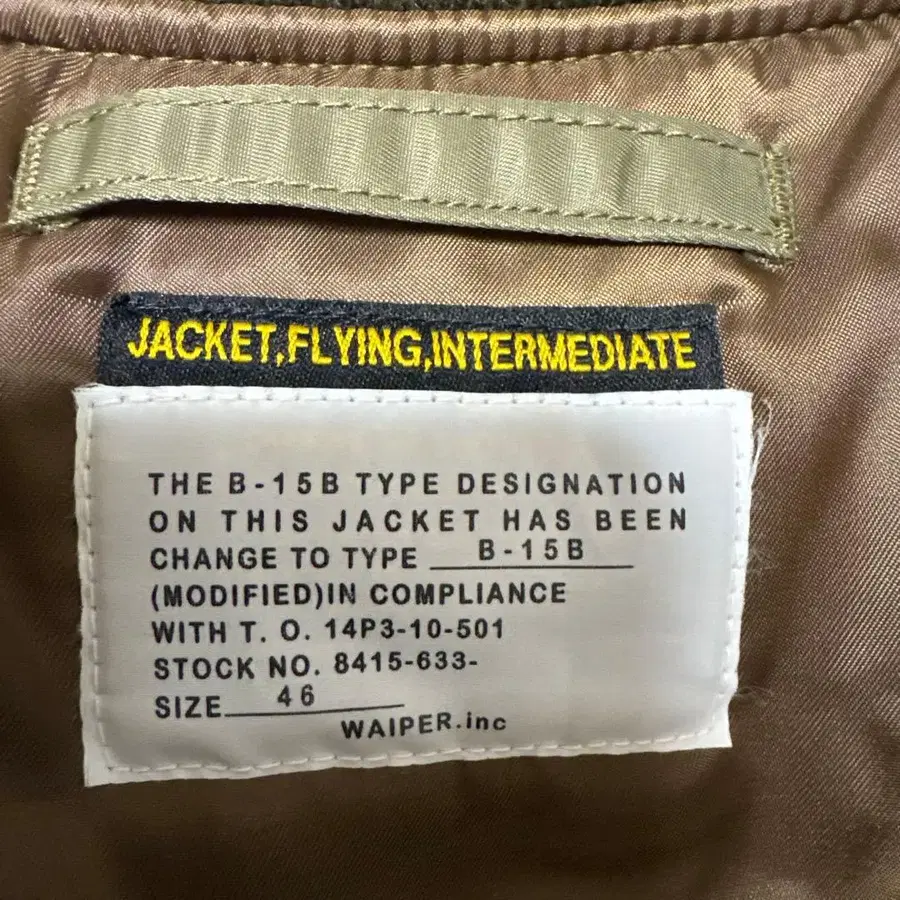 JACKET,FLYING,INTERMEDIATE
THE B-15B TYPE DESIGNATION
ON THIS JACKET HAS BEEN
CHANGE TO TYPE B-15B
(MODIFIED)IN COMPLIANCE
WITH T. O. 14P3-10-501
STOCK NO. 8415-633-
SIZE 46
WAIPER.inc